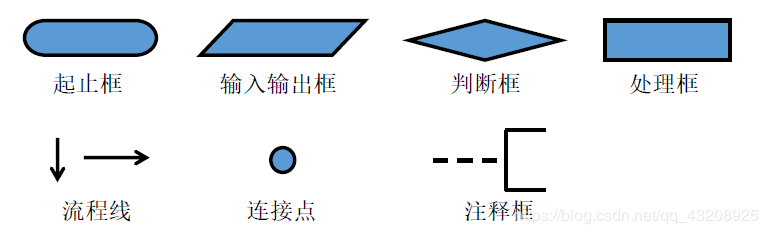 起止框
输入输出框
判断框
处理框
流程线
连接点
注释框
https://blog.csdn.net/qq_43208925